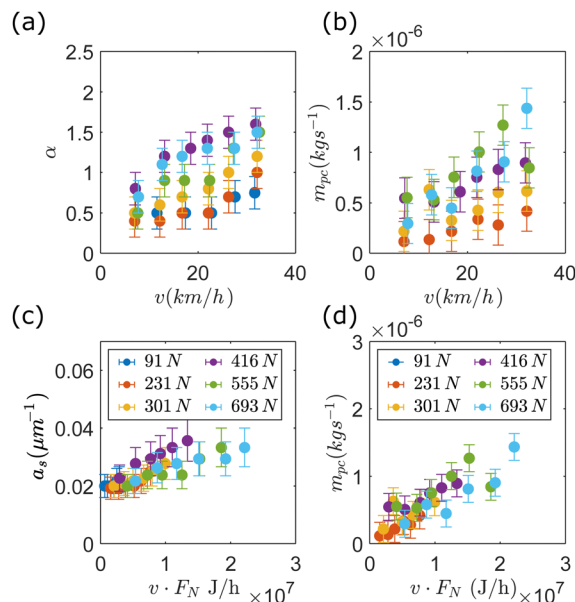 (a)
(b)
× 10⁻⁶
α
2.5
2
1.5
1
0.5
0
0
20
40
v(km/h)
m_pc(kgs⁻¹)
2
1.5
1
0.5
0
0
20
40
v(km/h)
(c)
(d)
× 10⁻⁶
a_s(μm⁻¹)
0.06
0.04
0.02
0
91 N
416 N
231 N
555 N
301 N
693 N
0
1
2
3
v · F_N J/h
×10⁷
m_pc(kgs⁻¹)
3
2
1
0
91 N
416 N
231 N
555 N
301 N
693 N
0
1
2
3
v · F_N (J/h)
×10⁷